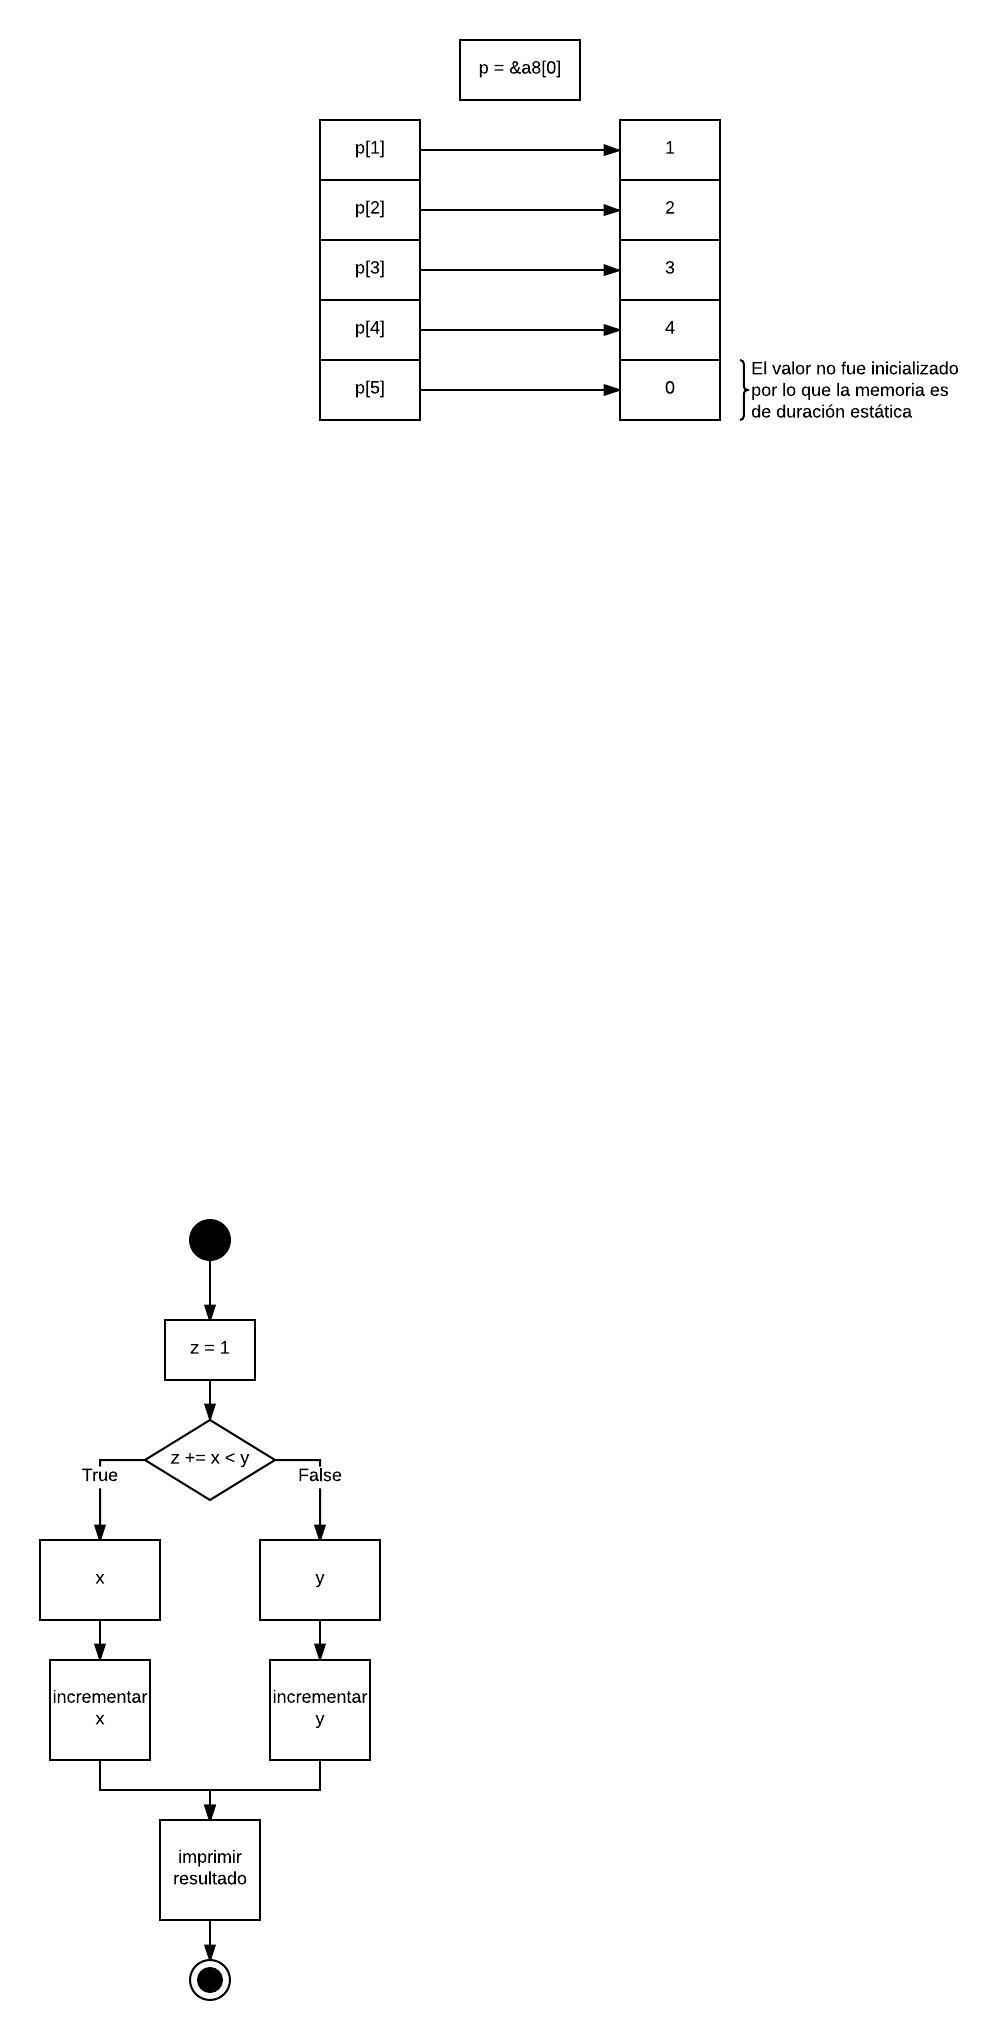 p = &a8[0]
p[1]
1
p[2]
2
p[3]
3
p[4]
4
p[5]
0
El valor no fue inicializado
por lo que la memoria es
de duración estática
z = 1
z += x < y
True
False
x
y
incrementar
x
incrementar
y
imprimir
resultado